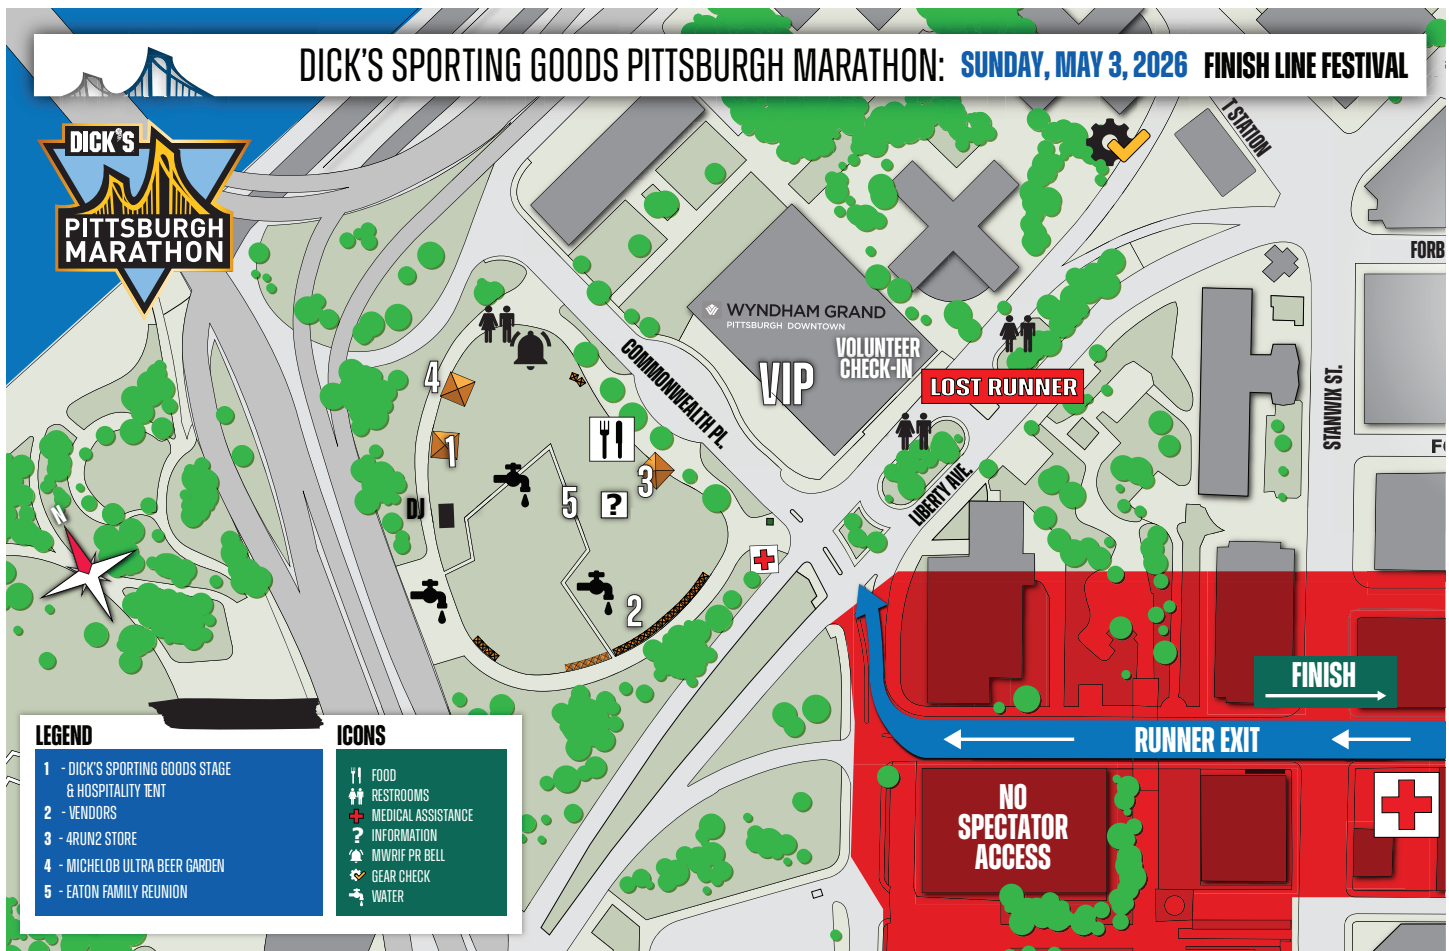 DICK'S SPORTING GOODS PITTSBURGH MARATHON: SUNDAY, MAY 3, 2026 FINISH LINE FESTIVAL
DICK'S
PITTSBURGH
MARATHON
T STATION
FORB
WYNDHAM GRAND
PITTSBURGH DOWNTOWN
VOLUNTEER
CHECK-IN
VIP
LOST RUNNER
COMMONWEALTH PL.
STANWIX ST.
FO
LIBERTY AVE.
4
1
3
5
?
DJ
2
N
FINISH
RUNNER EXIT
NO
SPECTATOR
ACCESS
LEGEND
1 - DICK'S SPORTING GOODS STAGE
& HOSPITALITY TENT
2 - VENDORS
3 - 4RUN2 STORE
4 - MICHELOB ULTRA BEER GARDEN
5 - EATON FAMILY REUNION
ICONS
FOOD
RESTROOMS
MEDICAL ASSISTANCE
? INFORMATION
MWRIF PR BELL
GEAR CHECK
WATER